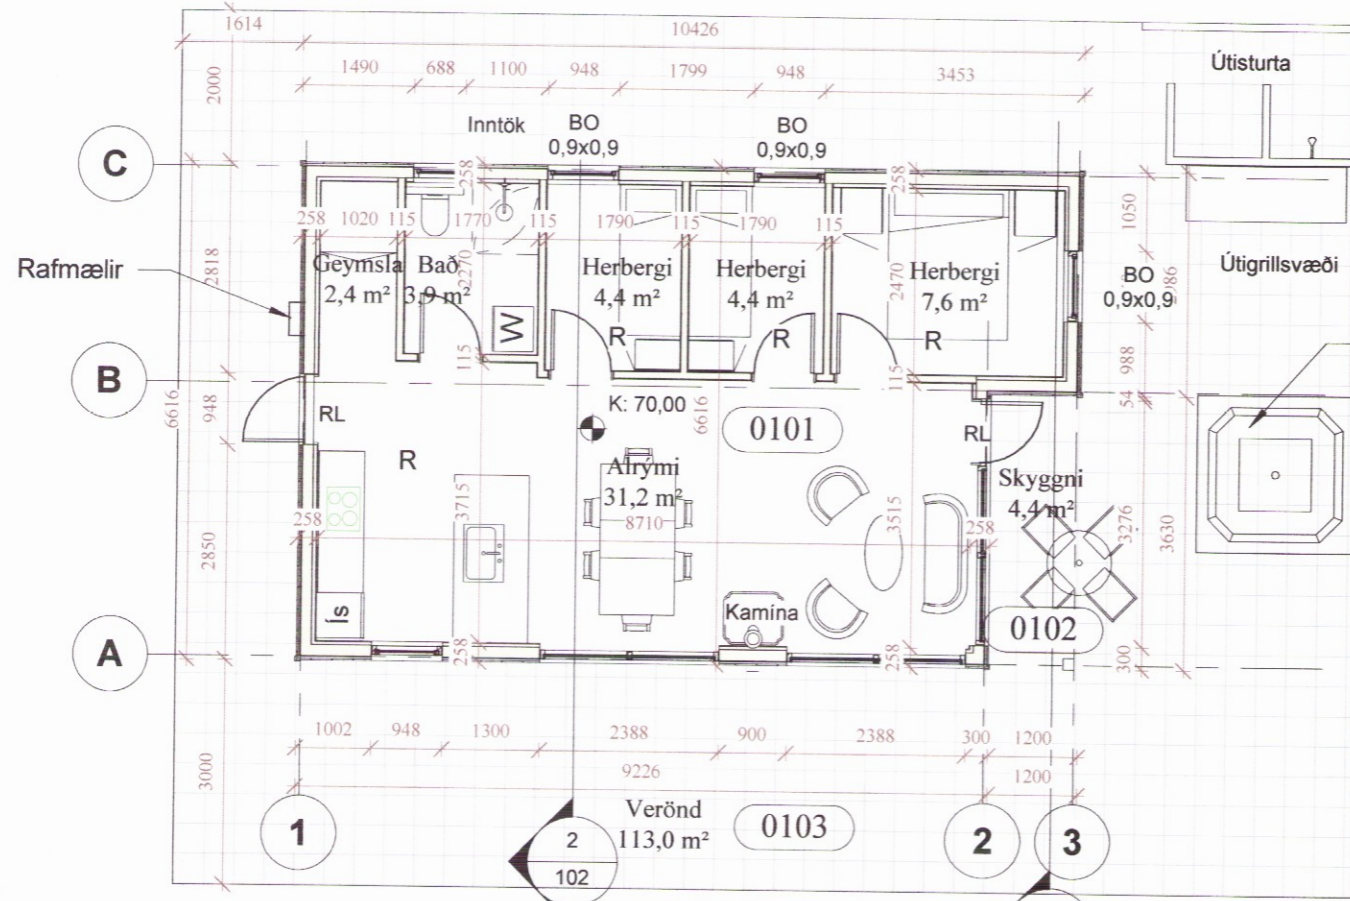 1614
10426
1490
688
1100
948
1799
948
3453
2000
Útisturta
Inntök
BO
0,9x0,9
BO
0,9x0,9
C
258
258
258
1020
115
1770
115
1790
115
1790
115
1050
2818
2270
2470
Rafmælir
Geymsla
2,4 m²
Bað
3,9 m²
Herbergi
4,4 m²
Herbergi
4,4 m²
Herbergi
7,6 m²
BO
0,9x0,9
Útigrillsvæði
W
R
R
R
988
B
115
115
54
6616
948
RL
K: 70,00
6616
0101
RL
R
Alrými
31,2 m²
8710
3715
3515
Skyggni
4,4 m²
258
258
3276
3630
2850
Ís
Kamína
0102
A
258
258
300
1002
948
1300
2388
900
2388
300
1200
9226
1200
3000
1
Verönd
113,0 m²
0103
2
3
2
102